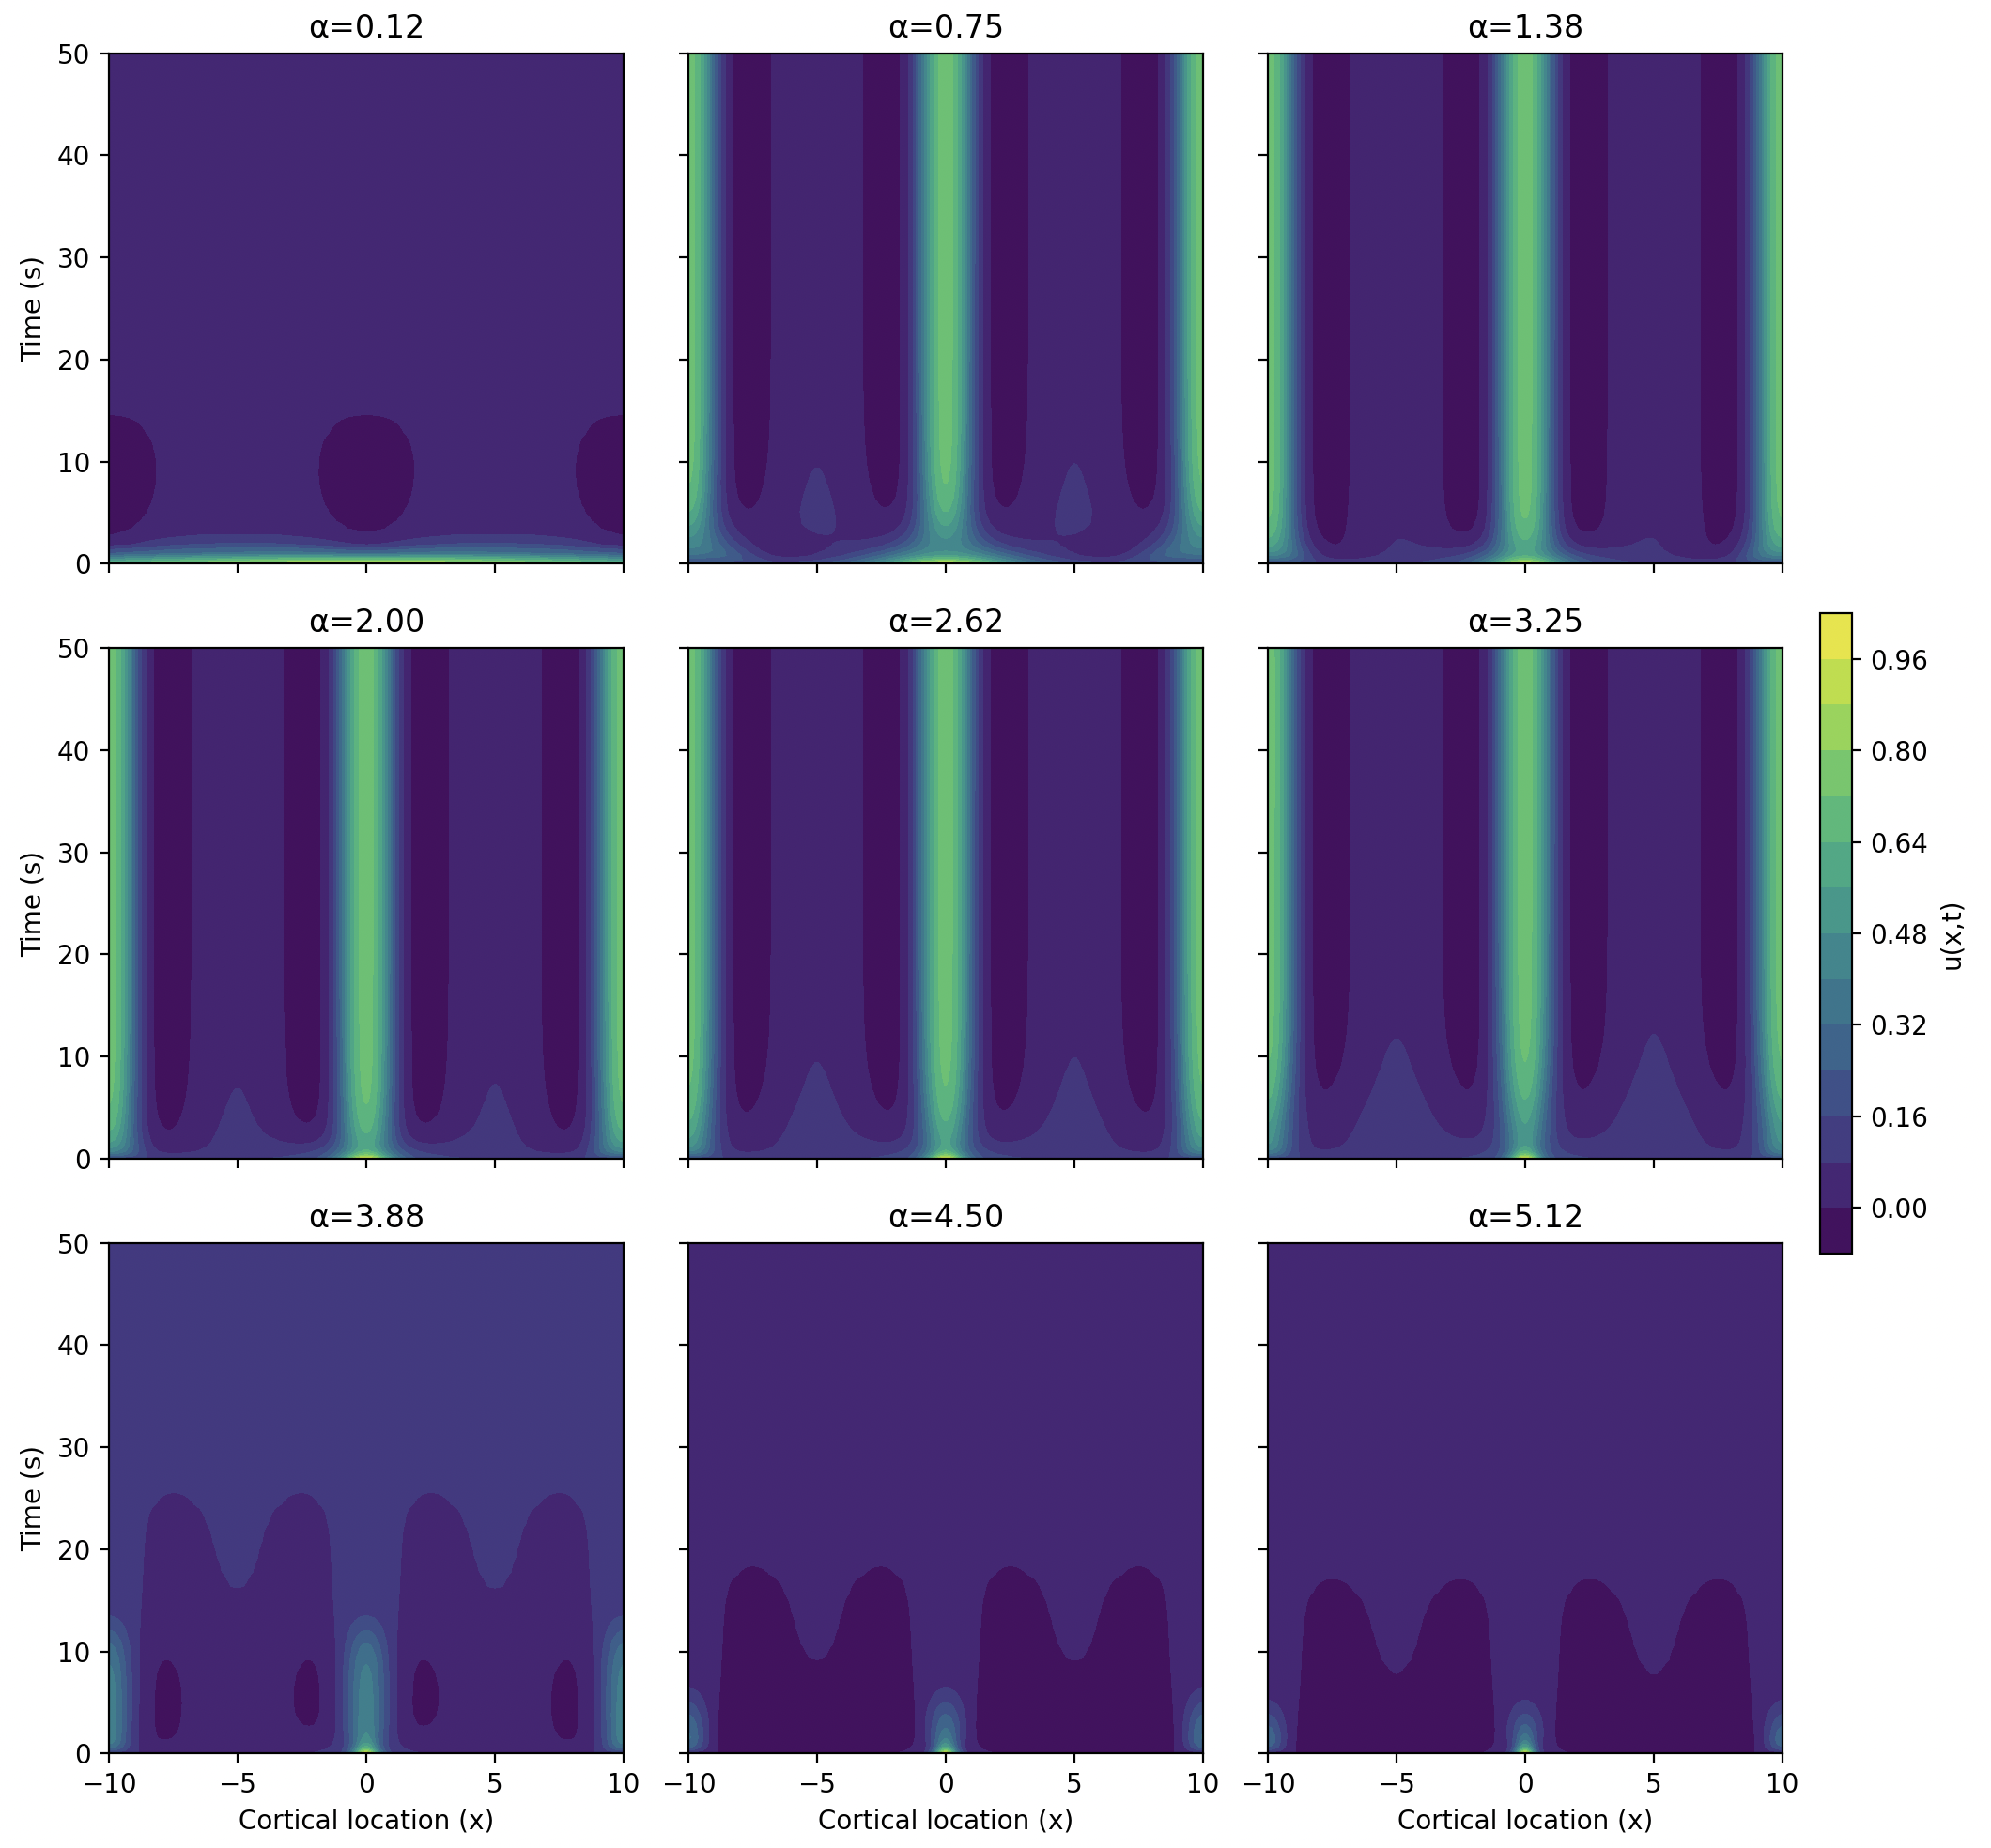 α=0.12 α=0.75 α=1.38
50
40
30
20
10
0
Time (s)
α=2.00 α=2.62 α=3.25
50
40
30
20
10
0
Time (s)
0.96
0.80
0.64
0.48
0.32
0.16
0.00
u(x,t)
α=3.88 α=4.50 α=5.12
50
40
30
20
10
0
Time (s)
−10 −5 0 5 10 −10 −5 0 5 10 −10 −5 0 5 10
Cortical location (x) Cortical location (x) Cortical location (x)